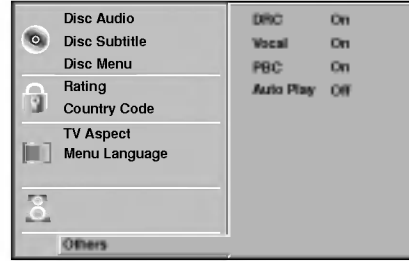 Disc Audio
Disc Subtitle
Disc Menu
Rating
Country Code
TV Aspect
Menu Language
Others
DRC On
Vocal On
PBC On
Auto Play Off